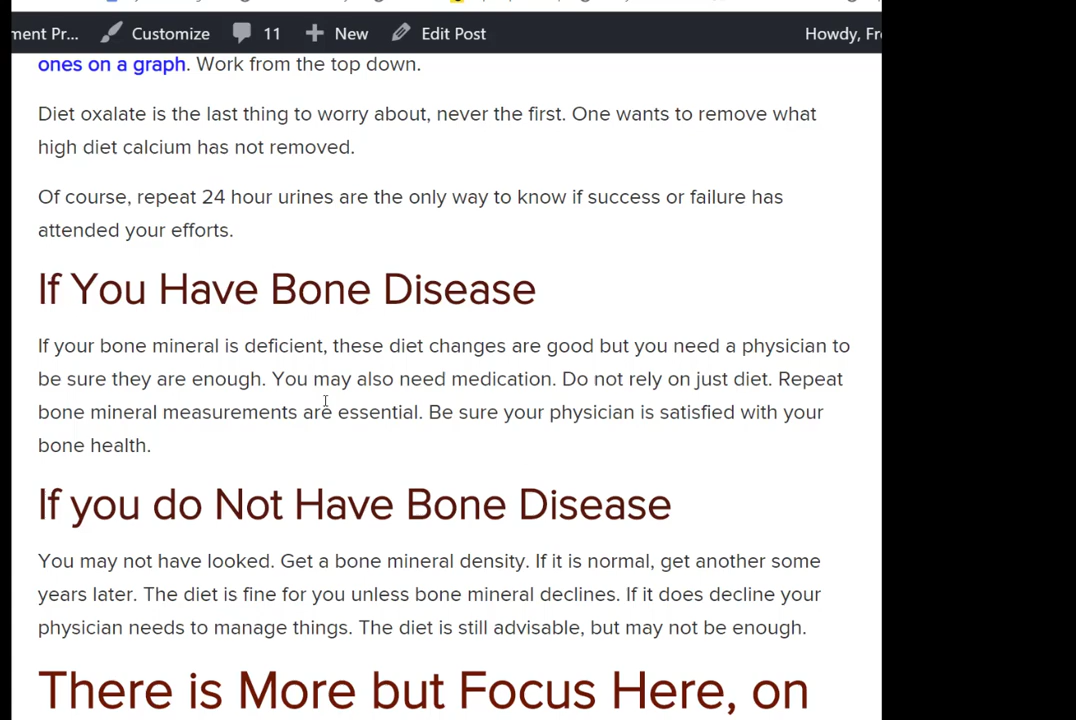 ment Pr... Customize 11 New Edit Post Howdy, Fr
ones on a graph. Work from the top down.
Diet oxalate is the last thing to worry about, never the first. One wants to remove what
high diet calcium has not removed.
Of course, repeat 24 hour urines are the only way to know if success or failure has
attended your efforts.
If You Have Bone Disease
If your bone mineral is deficient, these diet changes are good but you need a physician to
be sure they are enough. You may also need medication. Do not rely on just diet. Repeat
bone mineral measurements are essential. Be sure your physician is satisfied with your
bone health.
If you do Not Have Bone Disease
You may not have looked. Get a bone mineral density. If it is normal, get another some
years later. The diet is fine for you unless bone mineral declines. If it does decline your
physician needs to manage things. The diet is still advisable, but may not be enough.
There is More but Focus Here, on